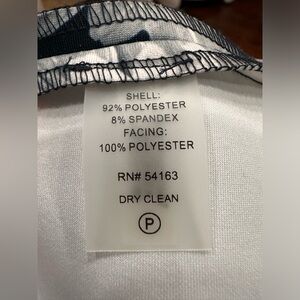 SHELL:
92% POLYESTER
8% SPANDEX
FACING:
100% POLYESTER
RN# 54163
DRY CLEAN
P